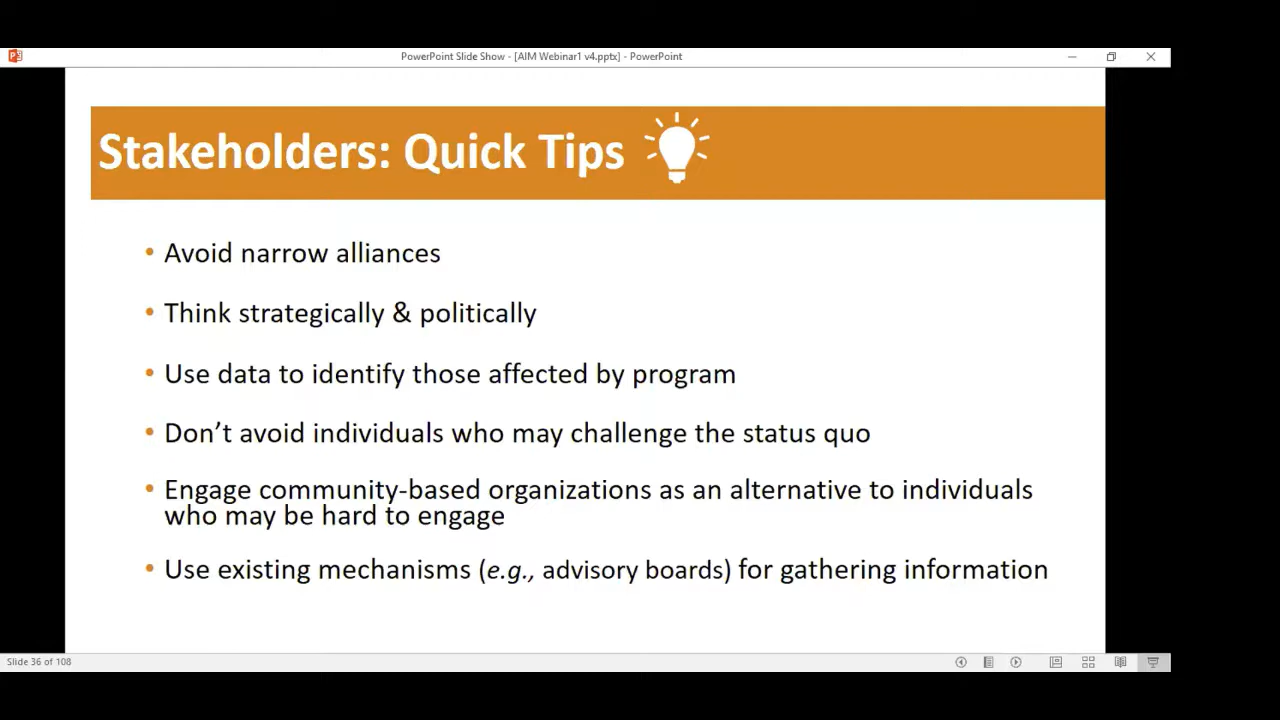 PowerPoint Slide Show - [AIM Webinar1 v4.pptx] - PowerPoint
Stakeholders: Quick Tips
• Avoid narrow alliances
• Think strategically & politically
• Use data to identify those affected by program
• Don’t avoid individuals who may challenge the status quo
• Engage community-based organizations as an alternative to individuals
who may be hard to engage
• Use existing mechanisms (e.g., advisory boards) for gathering information
Slide 36 of 108